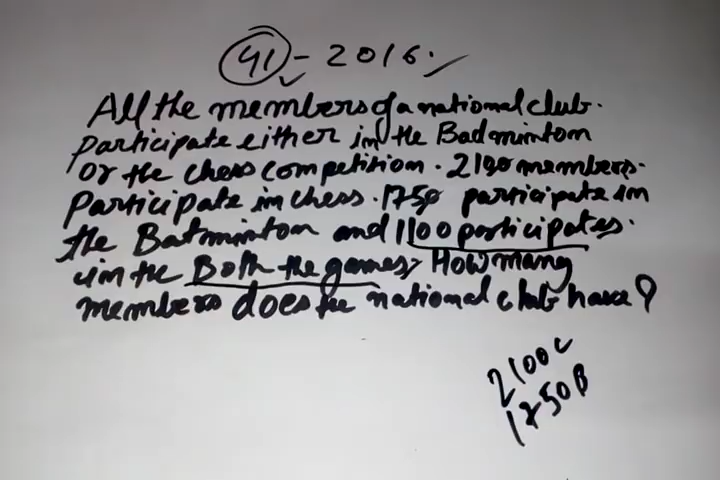 41 - 2016.
All the members of a national club.
participate either in the Badminton
or the chess competition. 2100 members.
Participate in chess. 1750 participate in
the Batminton and 1100 participates.
in the Both the games, How many
members does the national club have?
2100 C
1750 B